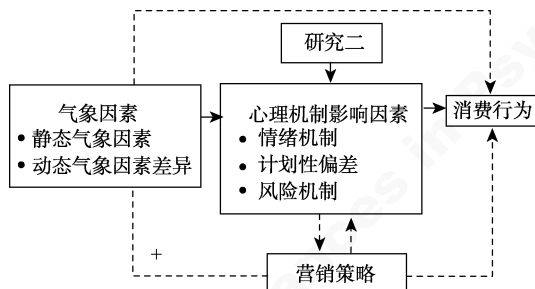 研究二
气象因素
• 静态气象因素
• 动态气象因素差异
心理机制影响因素
• 情绪机制
• 计划性偏差
• 风险机制
消费行为
+
营销策略